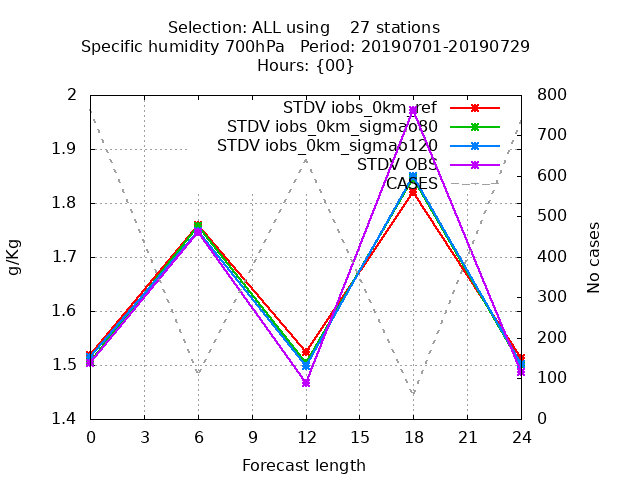 Selection: ALL using 27 stations
Specific humidity 700hPa Period: 20190701-20190729
Hours: {00}
STDV iobs_0km_ref
STDV iobs_0km_sigmao80
STDV iobs_0km_sigmao120
STDV OBS
CASES
2
1.9
1.8
1.7
1.6
1.5
1.4
g/Kg
800
700
600
500
400
300
200
100
0
No cases
0 3 6 9 12 15 18 21 24
Forecast length